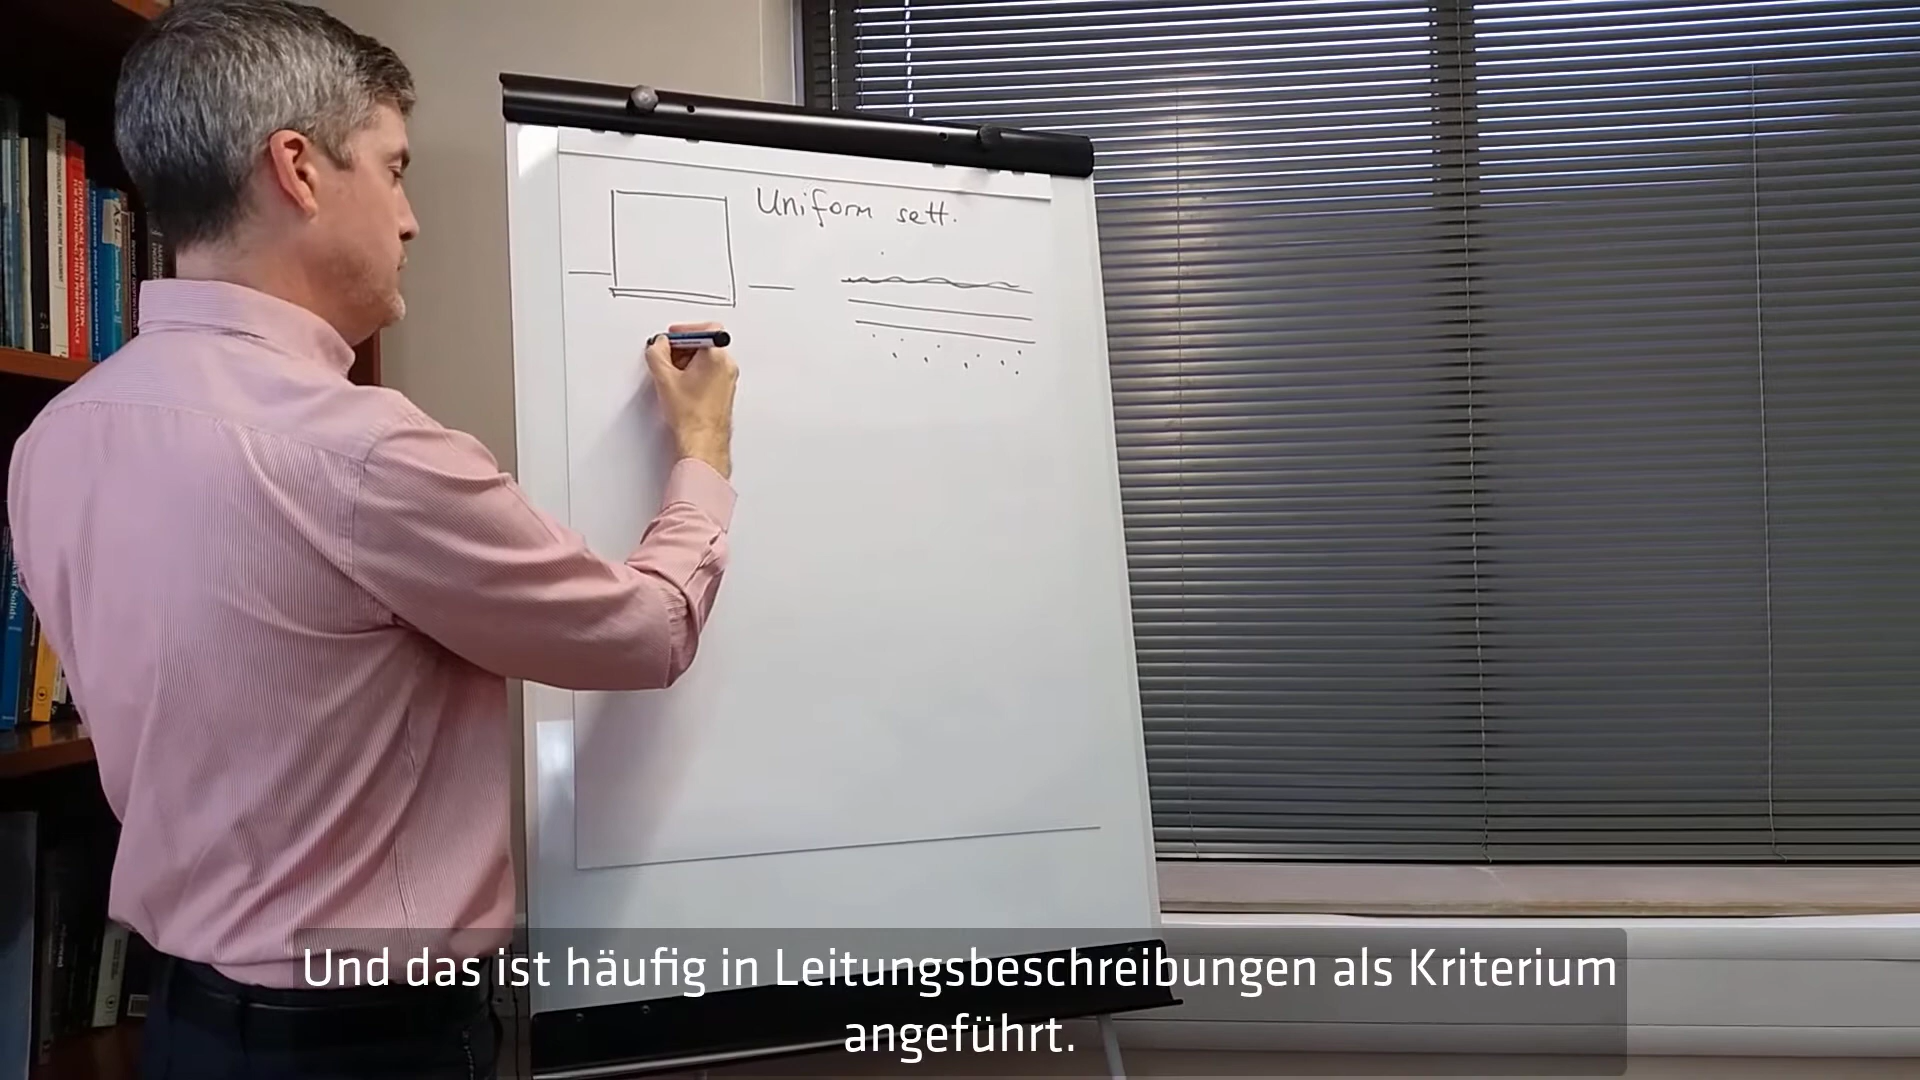 Uniform sett.
Und das ist häufig in Leitungsbeschreibungen als Kriterium
angeführt.